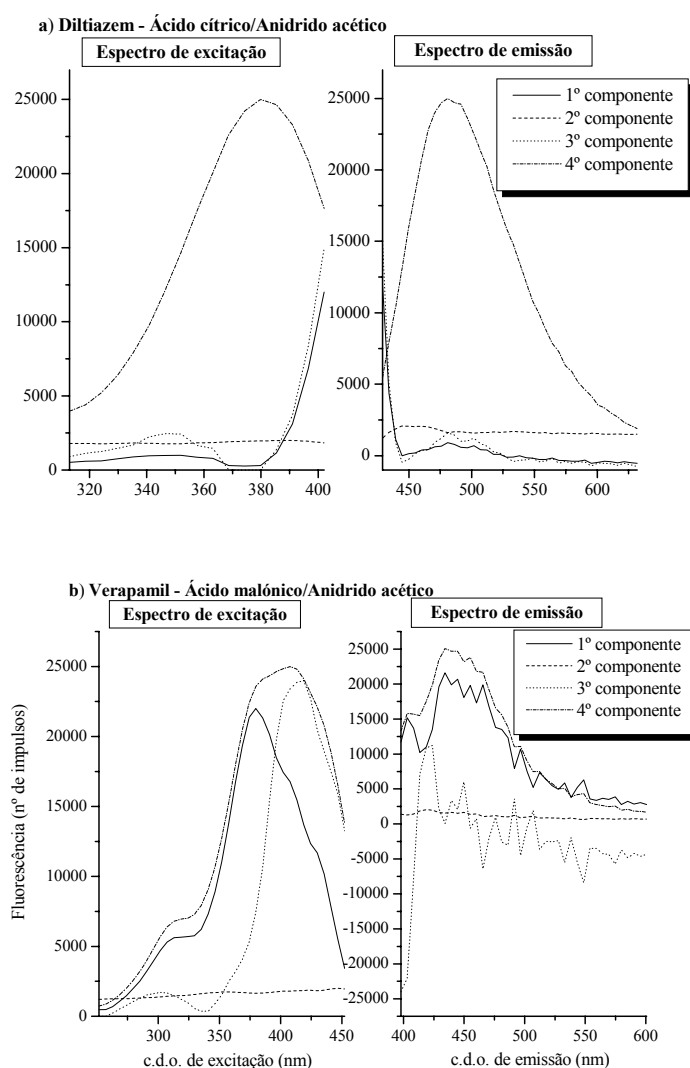 a) Diltiazem - Ácido cítrico/Anidrido acético
Espectro de excitação
Espectro de emissão
1º componente
2º componente
3º componente
4º componente
25000
20000
15000
10000
5000
0
320
340
360
380
400
25000
20000
15000
10000
5000
0
450
500
550
600
b) Verapamil - Ácido malónico/Anidrido acético
Espectro de excitação
Espectro de emissão
1º componente
2º componente
3º componente
4º componente
Fluorescência (nº de impulsos)
25000
20000
15000
10000
5000
0
300
350
400
450
c.d.o. de excitação (nm)
25000
20000
15000
10000
5000
0
-5000
-10000
-15000
-20000
-25000
400
450
500
550
600
c.d.o. de emissão (nm)